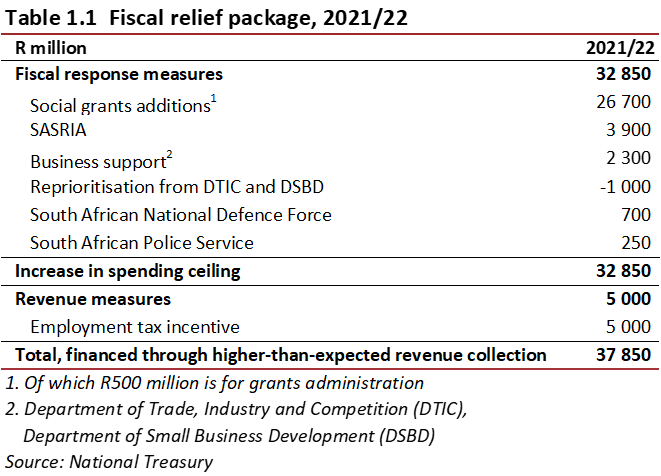 Table 1.1 Fiscal relief package, 2021/22
R million 2021/22
Fiscal response measures 32 850
Social grants additions1 26 700
SASRIA 3 900
Business support2 2 300
Reprioritisation from DTIC and DSBD -1 000
South African National Defence Force 700
South African Police Service 250
Increase in spending ceiling 32 850
Revenue measures 5 000
Employment tax incentive 5 000
Total, financed through higher-than-expected revenue collection 37 850
1. Of which R500 million is for grants administration
2. Department of Trade, Industry and Competition (DTIC),
Department of Small Business Development (DSBD)
Source: National Treasury